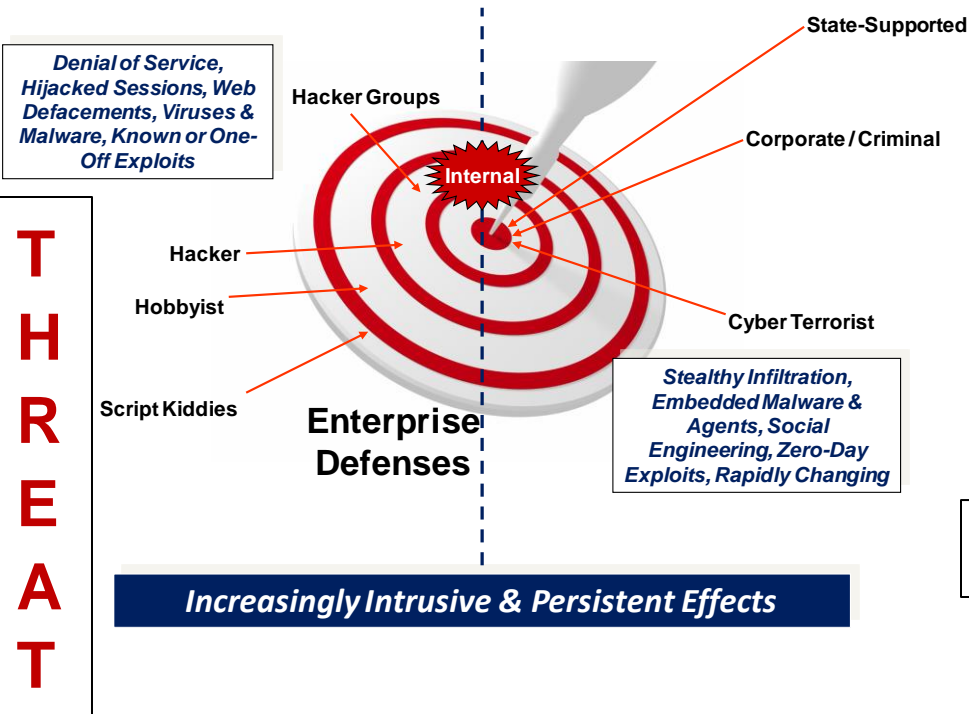 State-Supported
Denial of Service,
Hijacked Sessions, Web
Defacements, Viruses &
Malware, Known or One-
Off Exploits
Hacker Groups
Corporate / Criminal
Internal
T
H
R
E
A
T
Hacker
Hobbyist
Script Kiddies
Cyber Terrorist
Stealthy Infiltration,
Embedded Malware &
Agents, Social
Engineering, Zero-Day
Exploits, Rapidly Changing
Enterprise
Defenses
Increasingly Intrusive & Persistent Effects